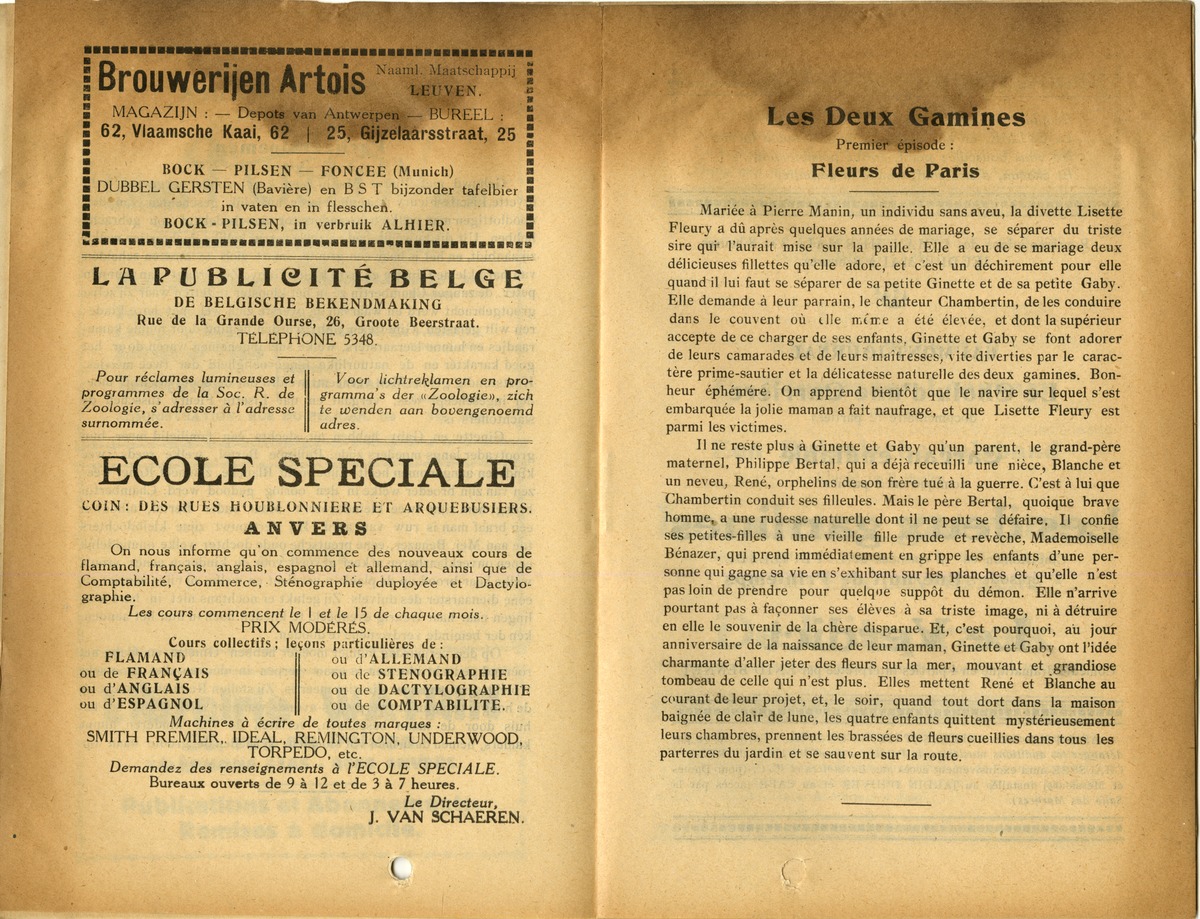 Brouwerijen Artois Naaml. Maatschappij
LEUVEN.
MAGAZIJN : — Depots van Antwerpen — BUREEL :
62, Vlaamsche Kaai, 62 | 25, Gijzelaarsstraat, 25
BOCK — PILSEN — FONCEE (Munich)
DUBBEL GERSTEN (Bavière) en B S T bijzonder tafelbier
in vaten en in flesschen.
BOCK - PILSEN, in verbruik ALHIER.
LA PUBLICITÉ BELGE
DE BELGISCHE BEKENDMAKING
Rue de la Grande Ourse, 26, Groote Beerstraat.
TÉLÉPHONE 5348.
Pour réclames lumineuses et
programmes de la Soc. R. de
Zoologie, s'adresser à l'adresse
surnommée.
Voor lichtreklamen en pro-
gramma's der «Zoologie», zich
te wenden aan bovengenoemd
adres.
ECOLE SPECIALE
COIN : DES RUES HOUBLONNIERE ET ARQUEBUSIERS.
ANVERS
On nous informe qu'on commence des nouveaux cours de
flamand, français, anglais, espagnol et allemand, ainsi que de
Comptabilité, Commerce, Sténographie duployée et Dactylo-
graphie.
Les cours commencent le 1 et le 15 de chaque mois.
PRIX MODÉRÉS.
Cours collectifs ; leçons particulières de :
FLAMAND
ou de FRANÇAIS
ou d'ANGLAIS
ou d'ESPAGNOL
ou d'ALLEMAND
ou de STENOGRAPHIE
ou de DACTYLOGRAPHIE
ou de COMPTABILITE.
Machines à écrire de toutes marques :
SMITH PREMIER, IDEAL, REMINGTON, UNDERWOOD,
TORPEDO, etc.
Demandez des renseignements à l'ECOLE SPECIALE.
Bureaux ouverts de 9 à 12 et de 3 à 7 heures.
Le Directeur,
J. VAN SCHAEREN.
Les Deux Gamines
Premier épisode :
Fleurs de Paris
Mariée à Pierre Manin, un individu sans aveu, la divette Lisette
Fleury a dû après quelques années de mariage, se séparer du triste
sire qui l'aurait mise sur la paille. Elle a eu de se mariage deux
délicieuses fillettes qu'elle adore, et c'est un déchirement pour elle
quand il lui faut se séparer de sa petite Ginette et de sa petite Gaby.
Elle demande à leur parrain, le chanteur Chambertin, de les conduire
dans le couvent où elle même a été élevée, et dont la supérieur
accepte de ce charger de ses enfants, Ginette et Gaby se font adorer
de leurs camarades et de leurs maîtresses, vite diverties par le carac-
tère prime-sautier et la délicatesse naturelle des deux gamines. Bon-
heur éphémére. On apprend bientôt que le navire sur lequel s'est
embarquée la jolie maman a fait naufrage, et que Lisette Fleury est
parmi les victimes.
Il ne reste plus à Ginette et Gaby qu'un parent, le grand-père
maternel, Philippe Bertal, qui a déjà receuilli une nièce, Blanche et
un neveu, René, orphelins de son frère tué à la guerre. C'est à lui que
Chambertin conduit ses filleules. Mais le père Bertal, quoique brave
homme, a une rudesse naturelle dont il ne peut se défaire, Il confie
ses petites-filles à une vieille fille prude et revèche, Mademoiselle
Bénazer, qui prend immédiatement en grippe les enfants d'une per-
sonne qui gagne sa vie en s'exhibant sur les planches et qu'elle n'est
pas loin de prendre pour quelque suppôt du démon. Elle n'arrive
pourtant pas à façonner ses élèves à sa triste image, ni à détruire
en elle le souvenir de la chère disparue. Et, c'est pourquoi, au jour
anniversaire de la naissance de leur maman, Ginette et Gaby ont l'idée
charmante d'aller jeter des fleurs sur la mer, mouvant et grandiose
tombeau de celle qui n'est plus. Elles mettent René et Blanche au
courant de leur projet, et, le soir, quand tout dort dans la maison
baignée de clair de lune, les quatre enfants quittent mystérieusement
leurs chambres, prennent les brassées de fleurs cueillies dans tous les
parterres du jardin et se sauvent sur la route.